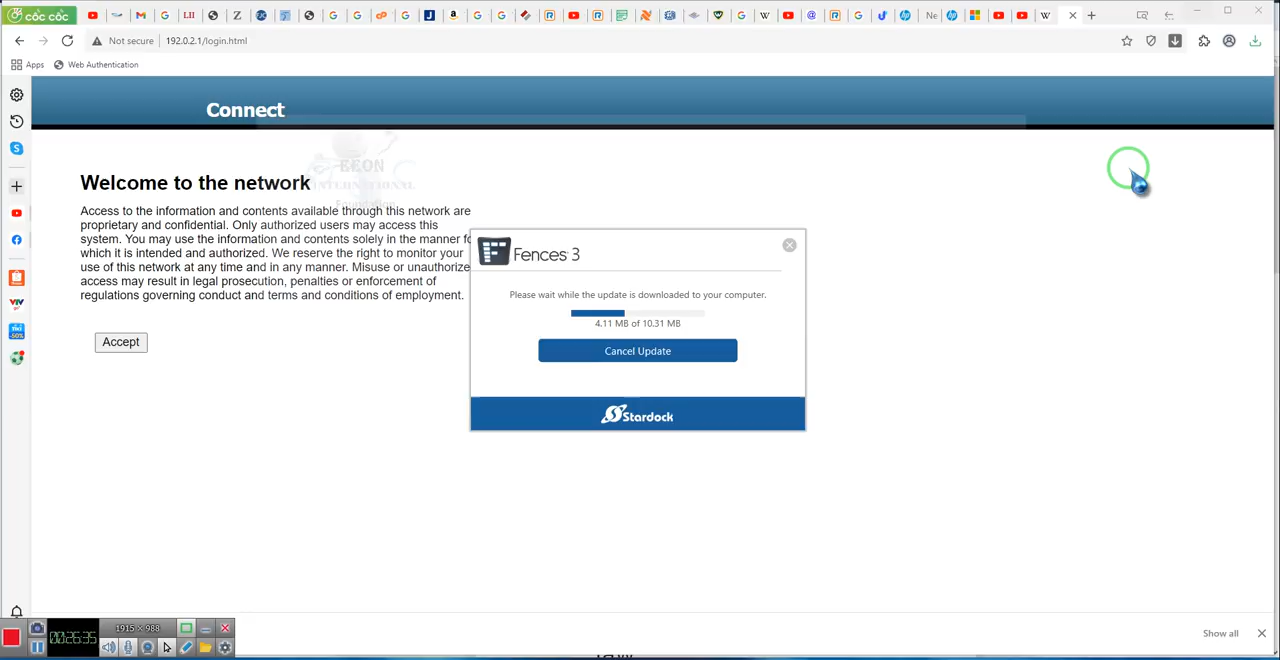 cốc cốc
Not secure
192.0.2.1/login.html
Apps
Web Authentication
Connect
BEON
INTERNATIONAL
Foundation
Welcome to the network
Access to the information and contents available through this network are
proprietary and confidential. Only authorized users may access this
system. You may use the information and contents solely in the manner fo
which it is intended and authorized. We reserve the right to monitor your
use of this network at any time and in any manner. Misuse or unauthorize
access may result in legal prosecution, penalties or enforcement of
regulations governing conduct and terms and conditions of employment.
Accept
Fences 3
Please wait while the update is downloaded to your computer.
4.11 MB of 10.31 MB
Cancel Update
Stardock
1915 × 988
00:26:35
Show all